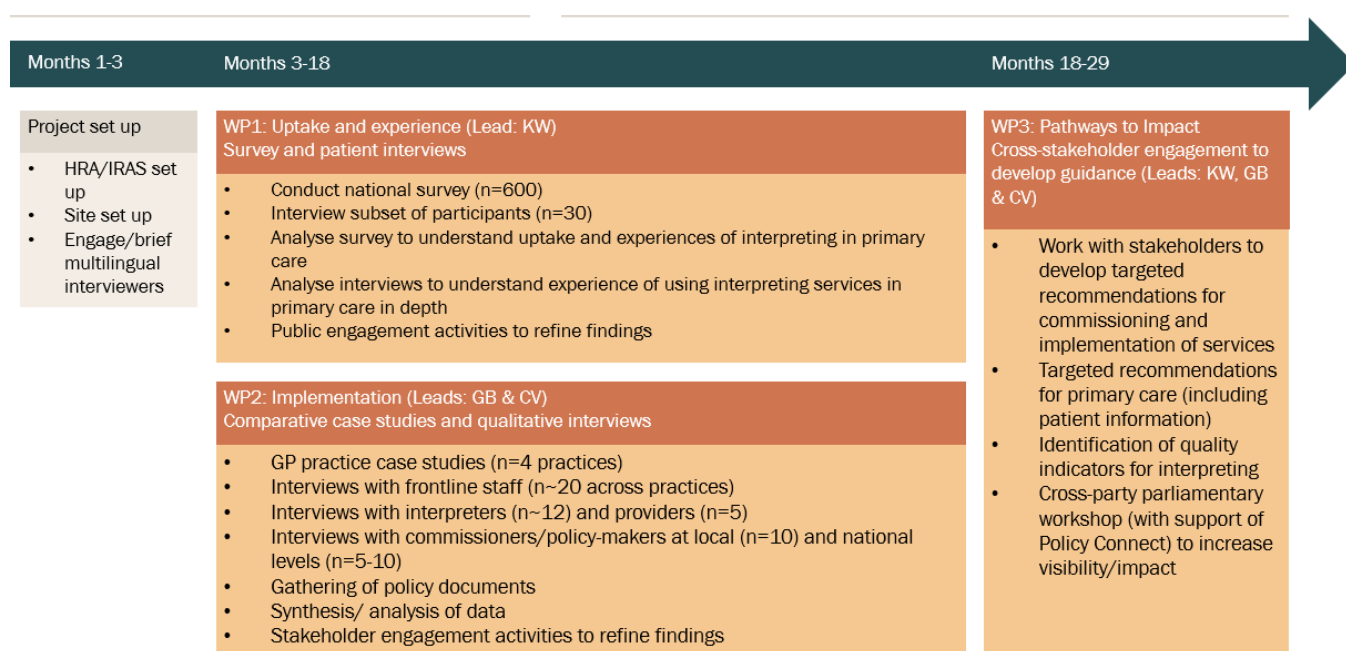 Months 1-3
Months 3-18
Months 18-29
Project set up
• HRA/IRAS set
up
• Site set up
• Engage/brief
multilingual
interviewers
WP1: Uptake and experience (Lead: KW)
Survey and patient interviews
• Conduct national survey (n=600)
• Interview subset of participants (n=30)
• Analyse survey to understand uptake and experiences of interpreting in primary
care
• Analyse interviews to understand experience of using interpreting services in
primary care in depth
• Public engagement activities to refine findings
WP2: Implementation (Leads: GB & CV)
Comparative case studies and qualitative interviews
• GP practice case studies (n=4 practices)
• Interviews with frontline staff (n~20 across practices)
• Interviews with interpreters (n~12) and providers (n=5)
• Interviews with commissioners/policy-makers at local (n=10) and national
levels (n=5-10)
• Gathering of policy documents
• Synthesis/ analysis of data
• Stakeholder engagement activities to refine findings
WP3: Pathways to Impact
Cross-stakeholder engagement to
develop guidance (Leads: KW, GB
& CV)
• Work with stakeholders to
develop targeted
recommendations for
commissioning and
implementation of services
• Targeted recommendations
for primary care (including
patient information)
• Identification of quality
indicators for interpreting
• Cross-party parliamentary
workshop (with support of
Policy Connect) to increase
visibility/impact